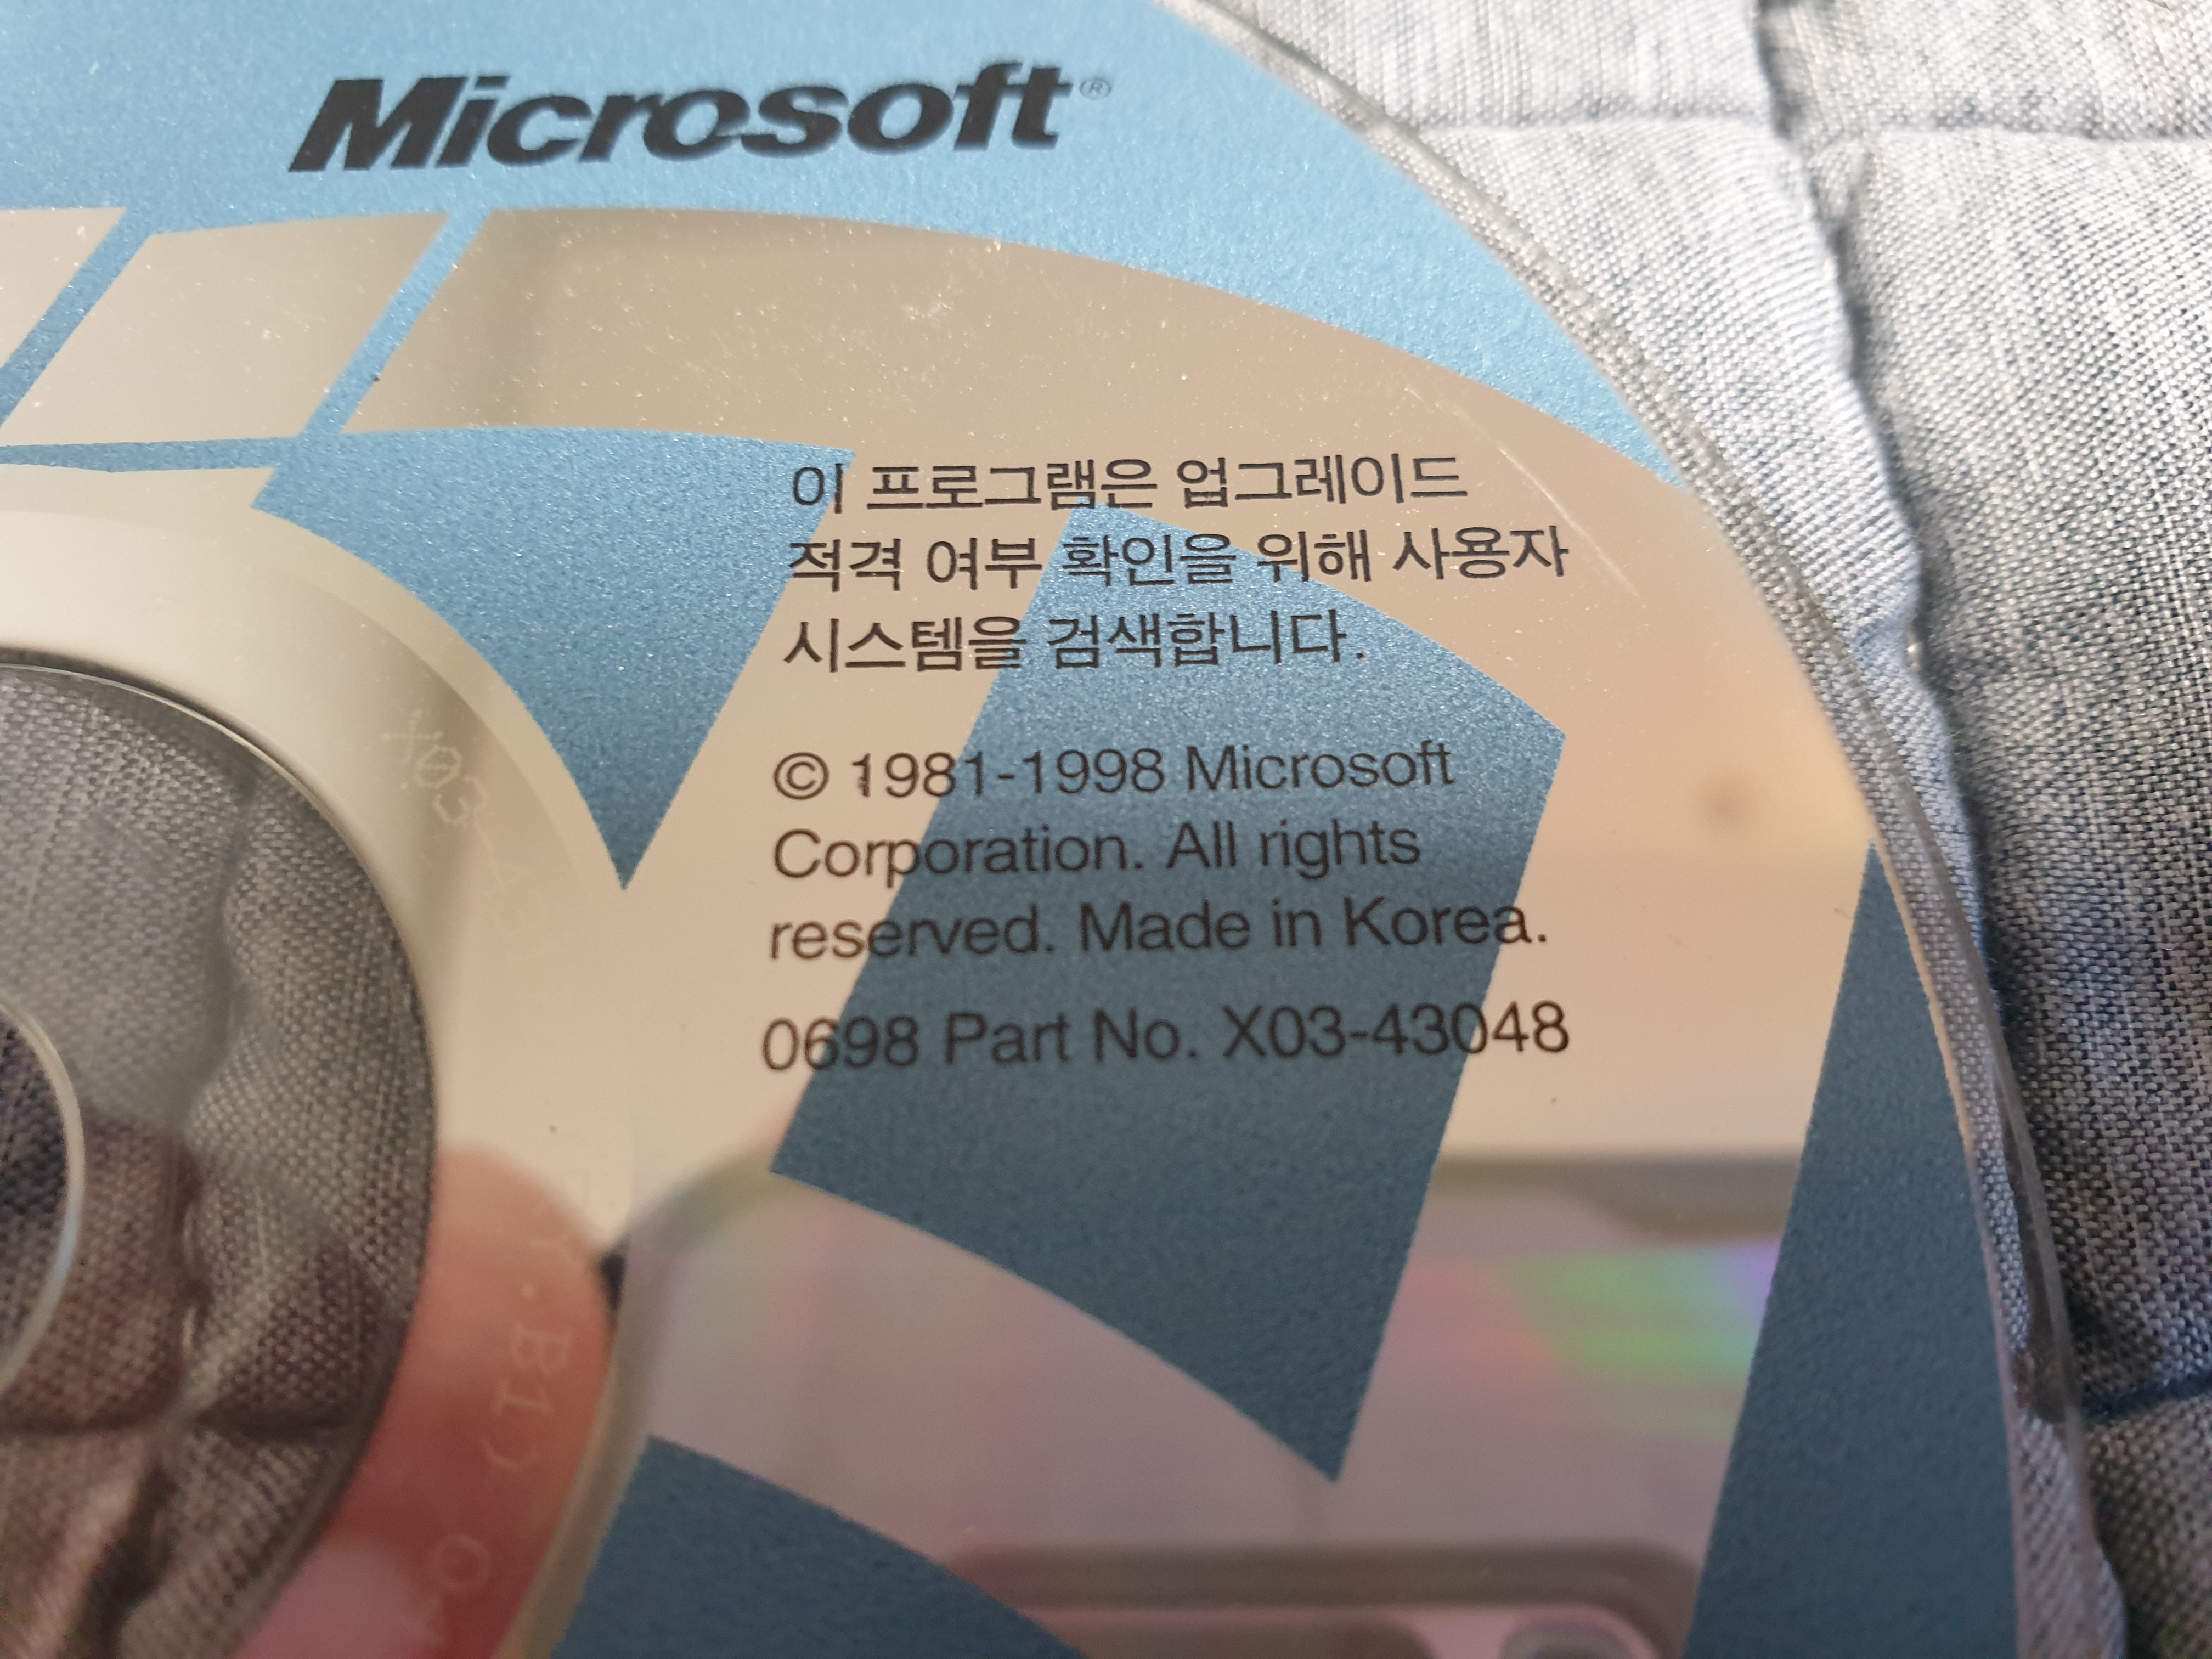 Microsoft®
이 프로그램은 업그레이드
적격 여부 확인을 위해 사용자
시스템을 검색합니다.
© 1981-1998 Microsoft
Corporation. All rights
reserved. Made in Korea.
0698 Part No. X03-43048